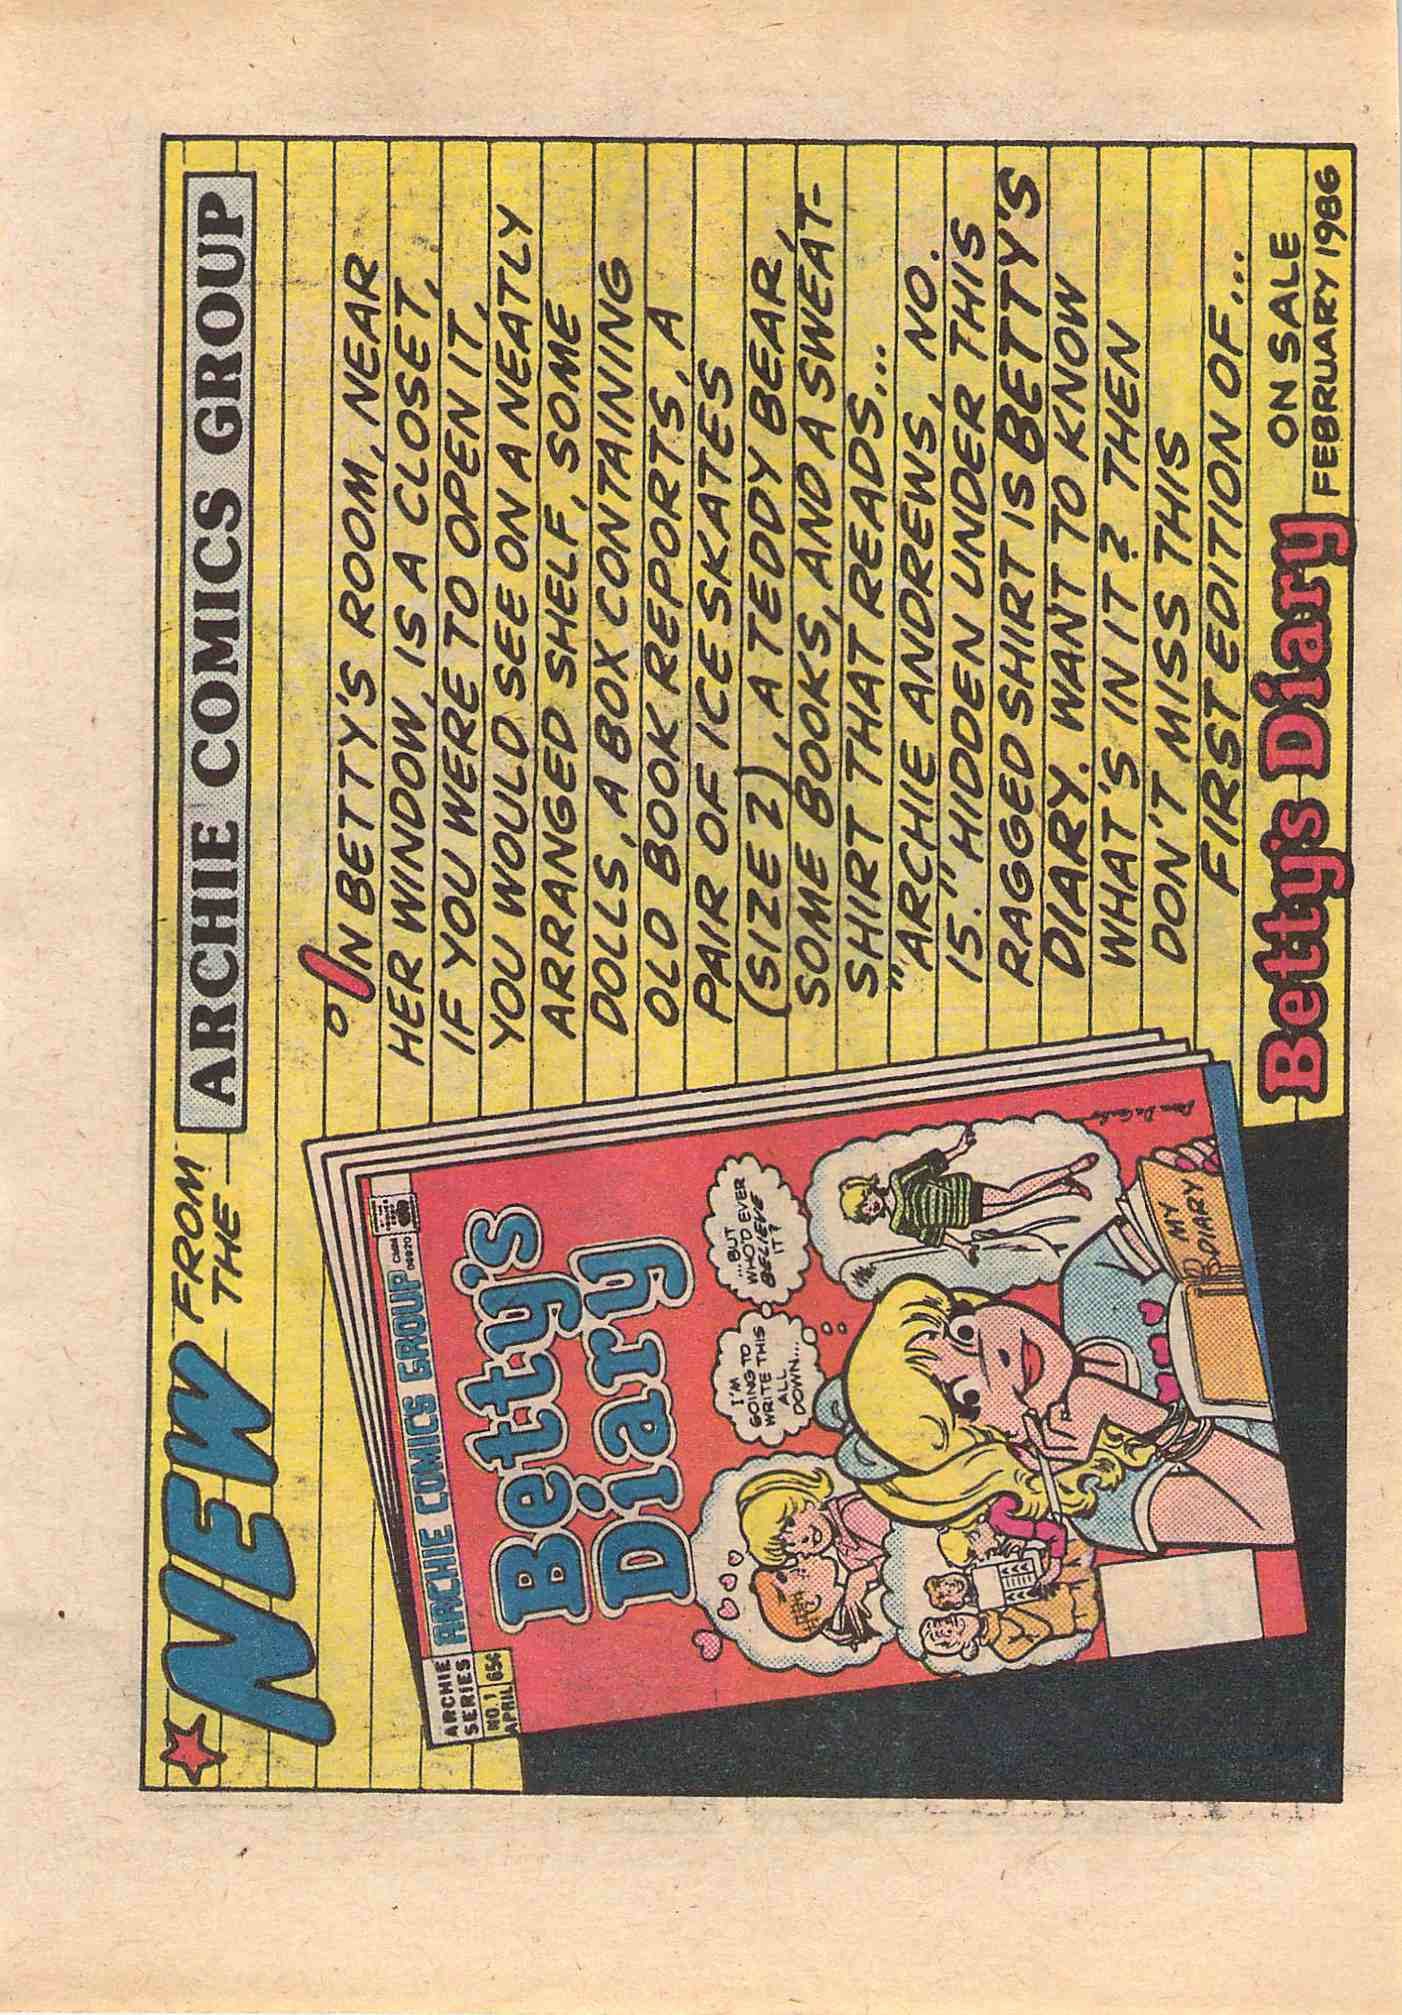 NEW FROM
THE
ARCHIE COMICS GROUP
IN BETTY'S ROOM, NEAR
HER WINDOW, IS A CLOSET,
IF YOU WERE TO OPEN IT,
YOU WOULD SEE ON A NEATLY
ARRANGED SHELF, SOME
DOLLS, A BOX CONTAINING
OLD BOOK REPORTS, A
PAIR OF ICE SKATES
(SIZE 2), A TEDDY BEAR,
SOME BOOKS, AND A SWEAT-
SHIRT THAT READS...
"ARCHIE ANDREWS, NO.
IS." HIDDEN UNDER THIS
RAGGED SHIRT IS BETTY'S
DIARY. WANT TO KNOW
WHAT'S IN IT? THEN
DON'T MISS THIS
FIRST EDITION OF...
Betty's Diary
ON SALE
FEBRUARY 1986
ARCHIE
SERIES
NO. 1
APRIL
65¢
ARCHIE COMICS GROUP
Betty's
Diary
I'M
GOING TO
WRITE THIS
ALL
DOWN...
...BUT
WHO'D EVER
BELIEVE
IT?
MY
DIARY
Dan DeCarlo